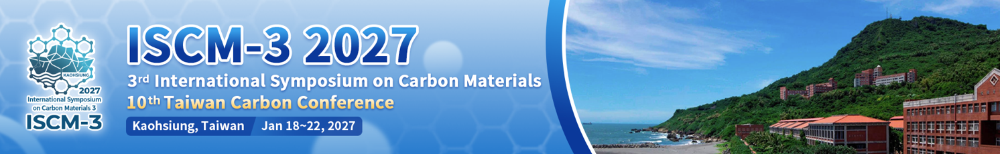 KAOHSIUNG
2027
International Symposium
on Carbon Materials 3
ISCM-3
ISCM-3 2027
3rd International Symposium on Carbon Materials
10th Taiwan Carbon Conference
Kaohsiung, Taiwan Jan 18~22, 2027